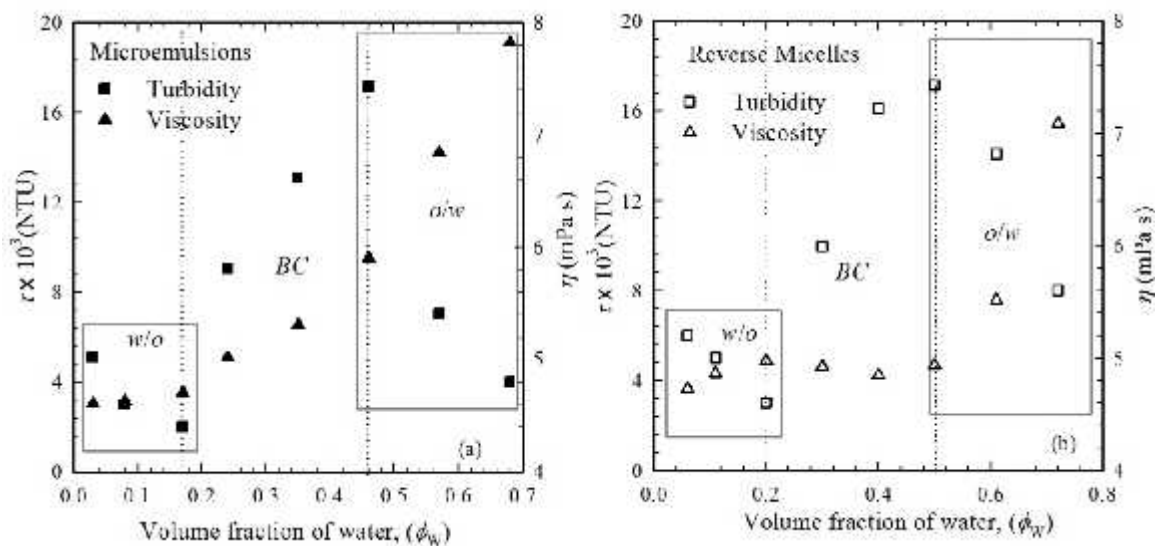 20
16
12
8
4
0
τ x 10³(NTU)
Microemulsions
Turbidity
Viscosity
w/o
BC
o/w
(a)
8
7
6
5
4
η (mPa s)
0.0 0.1 0.2 0.3 0.4 0.5 0.6 0.7
Volume fraction of water, (ϕW)
20
16
12
8
4
0
τ x 10³(NTU)
Reverse Micelles
Turbidity
Viscosity
w/o
BC
o/w
(b)
8
7
6
5
4
η (mPa s)
0.0 0.2 0.4 0.6 0.8
Volume fraction of water, (ϕW)